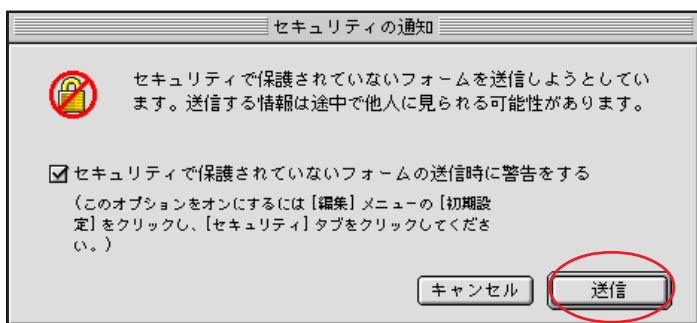 セキュリティの通知
セキュリティで保護されていないフォームを送信しようとしてい
ます。送信する情報は途中で他人に見られる可能性があります。
セキュリティで保護されていないフォームの送信時に警告をする
（このオプションをオンにするには［編集］メニューの［初期設
定］をクリックし、［セキュリティ］タブをクリックしてくださ
い。）
キャンセル 送信